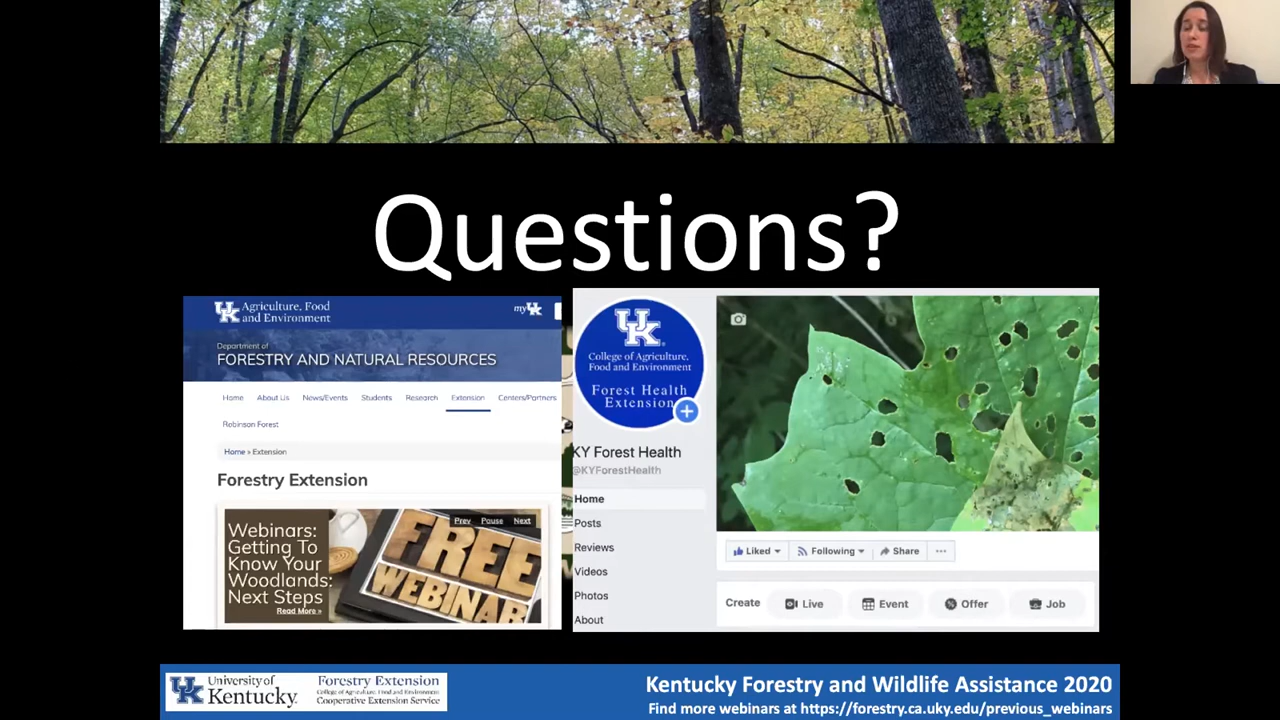 Questions?
UK Agriculture, Food
and Environment
myUK
Department of
FORESTRY AND NATURAL RESOURCES
Home About Us News/Events Students Research Extension Centers/Partners
Robinson Forest
Home » Extension
Forestry Extension
Prev Pause Next
Webinars:
Getting To
Know Your
Woodlands:
Next Steps
Read More »
FREE
WEBINAR
UK
College of Agriculture,
Food and Environment
Forest Health
Extension
KY Forest Health
@KYForestHealth
Home
Posts
Reviews
Videos
Photos
About
Liked Following Share ...
Create Live Event Offer Job
UK University of
Kentucky
Forestry Extension
College of Agriculture, Food and Environment
Cooperative Extension Service
Kentucky Forestry and Wildlife Assistance 2020
Find more webinars at https://forestry.ca.uky.edu/previous_webinars